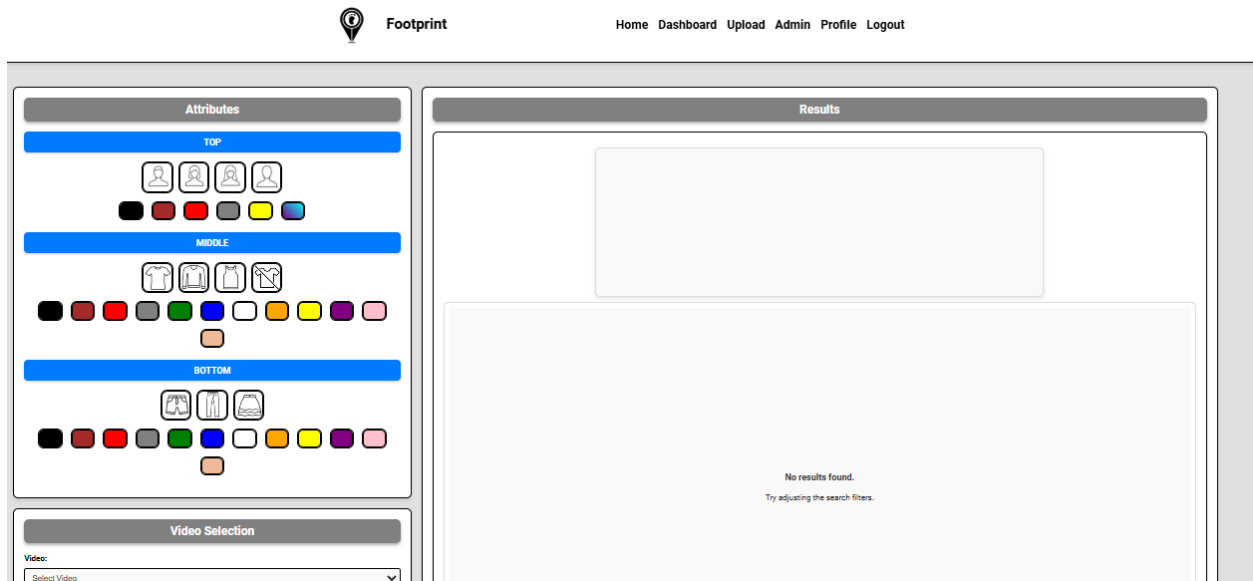 Footprint
Home Dashboard Upload Admin Profile Logout
Attributes
TOP
MIDDLE
BOTTOM
Video Selection
Video:
Select Video
Results
No results found.
Try adjusting the search filters.